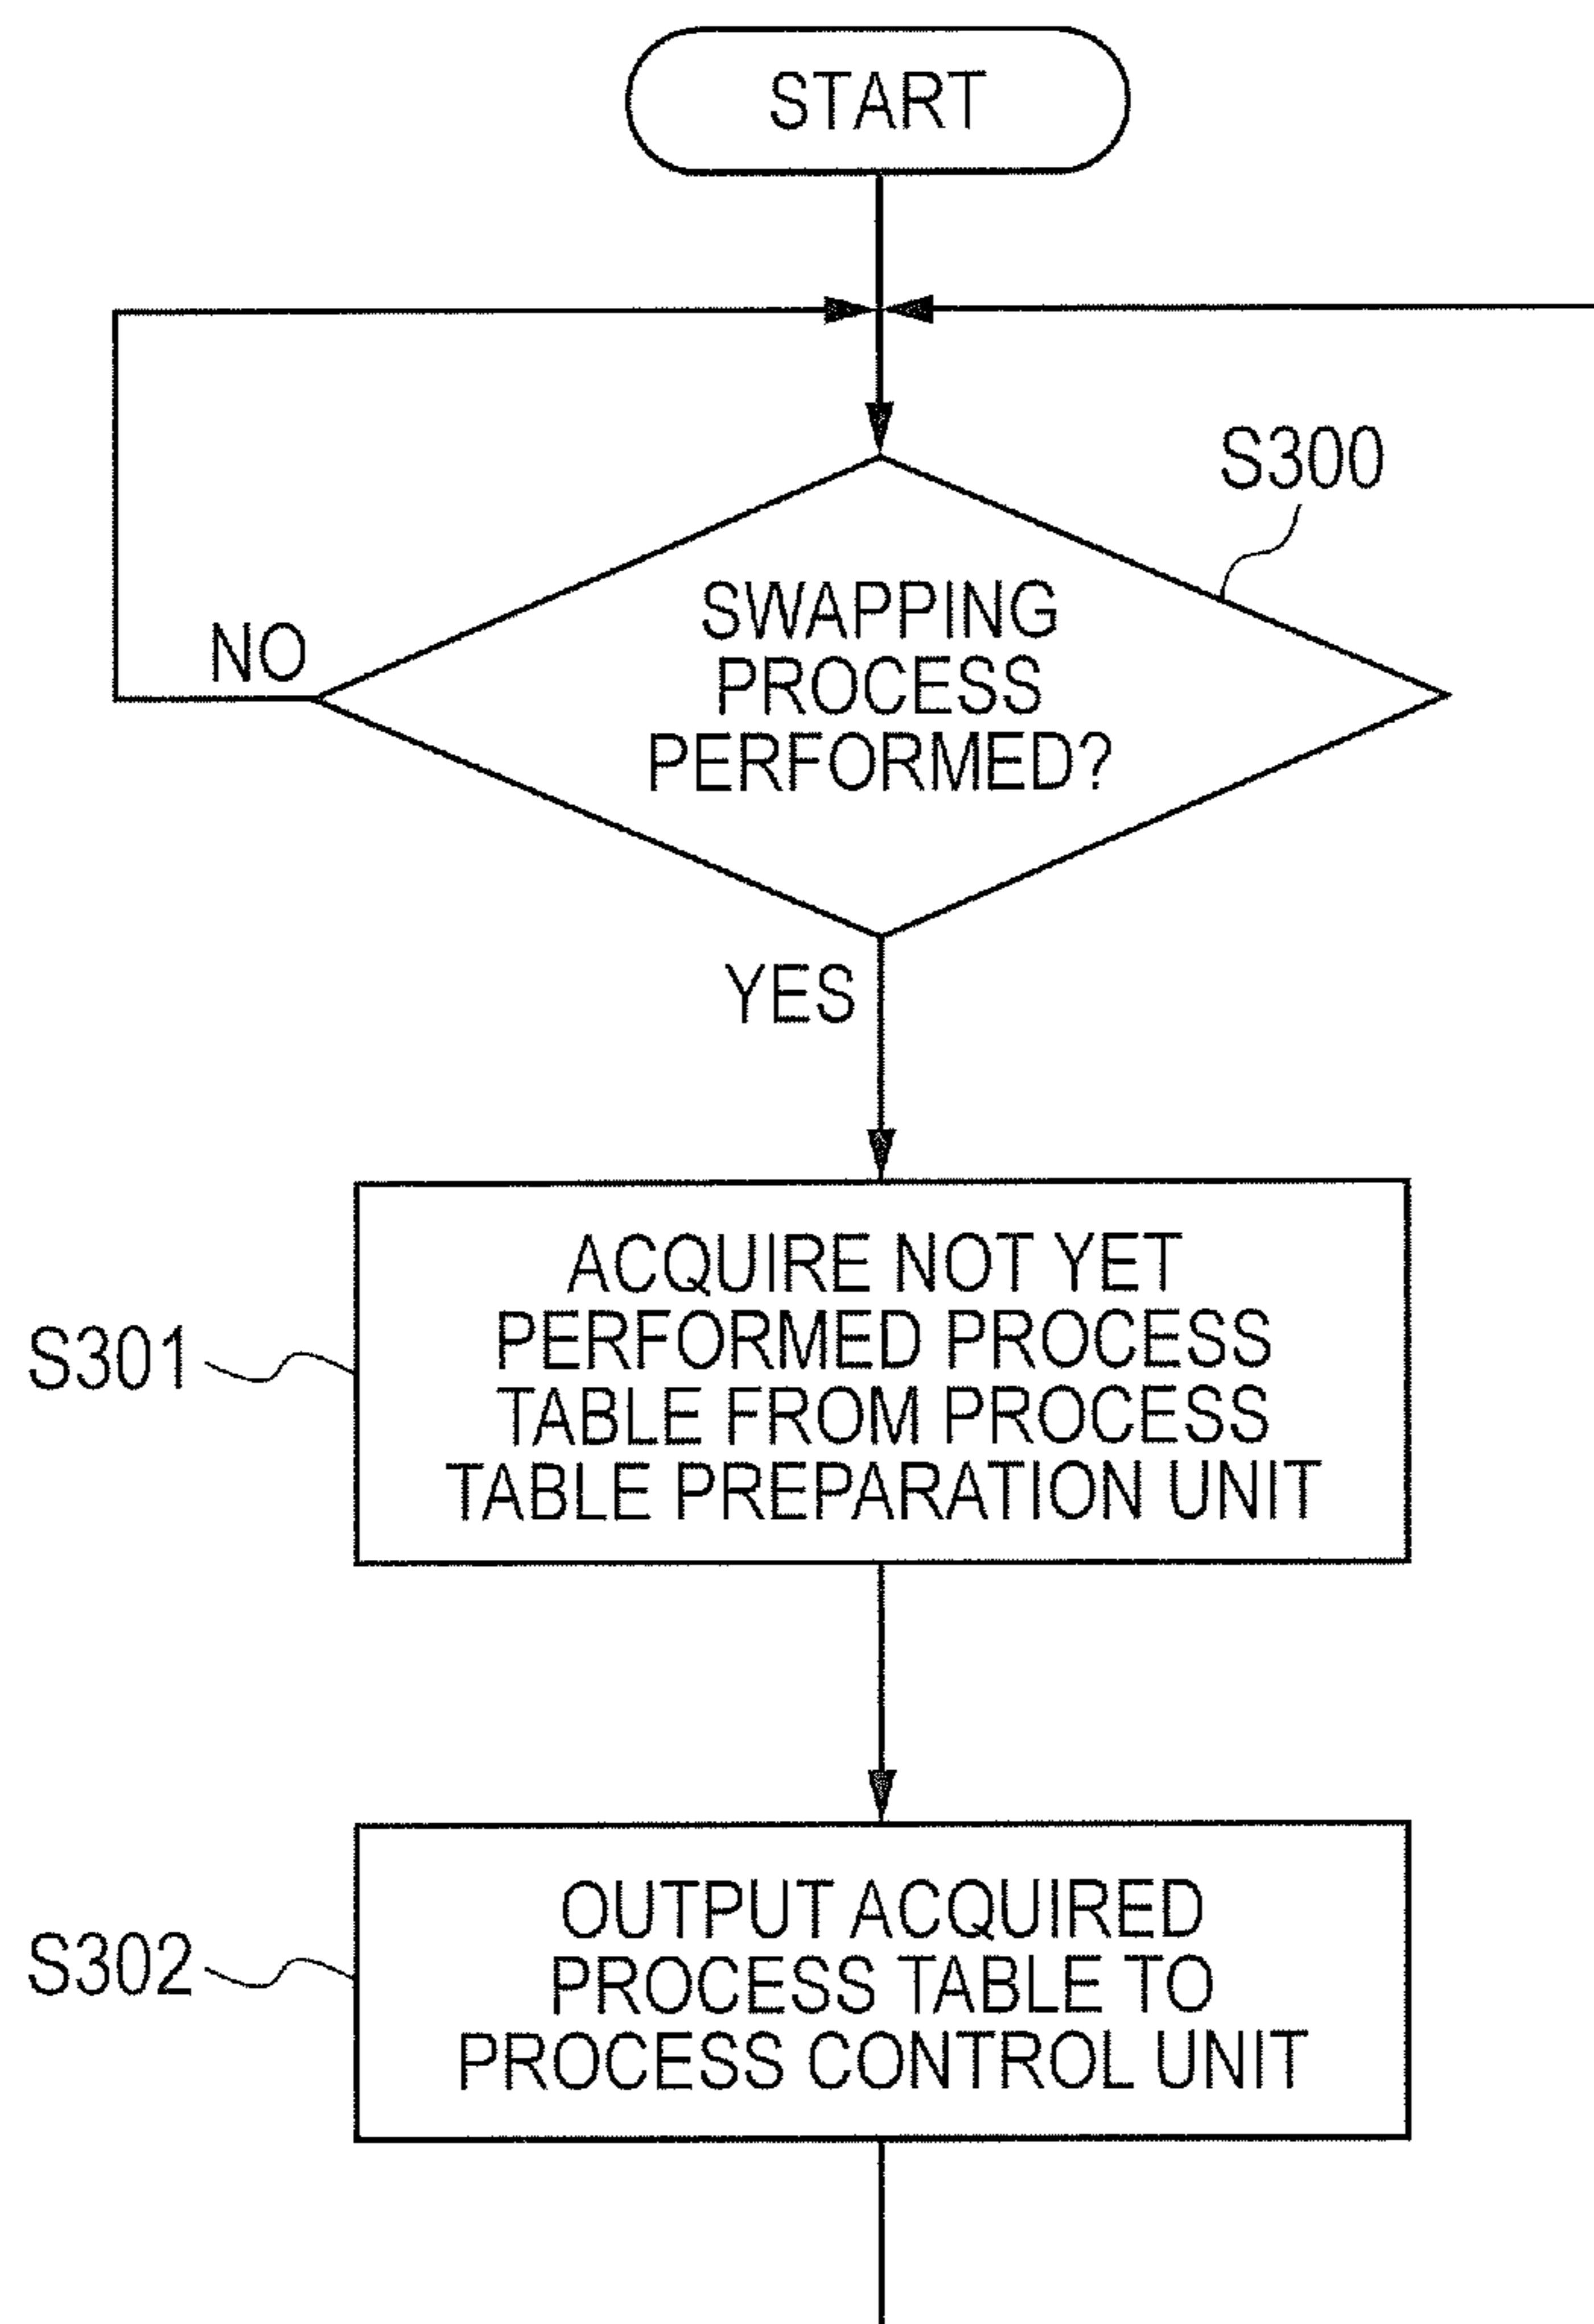 START
S300
SWAPPING
PROCESS
PERFORMED?
NO
YES
S301
ACQUIRE NOT YET
PERFORMED PROCESS
TABLE FROM PROCESS
TABLE PREPARATION UNIT
S302
OUTPUT ACQUIRED
PROCESS TABLE TO
PROCESS CONTROL UNIT